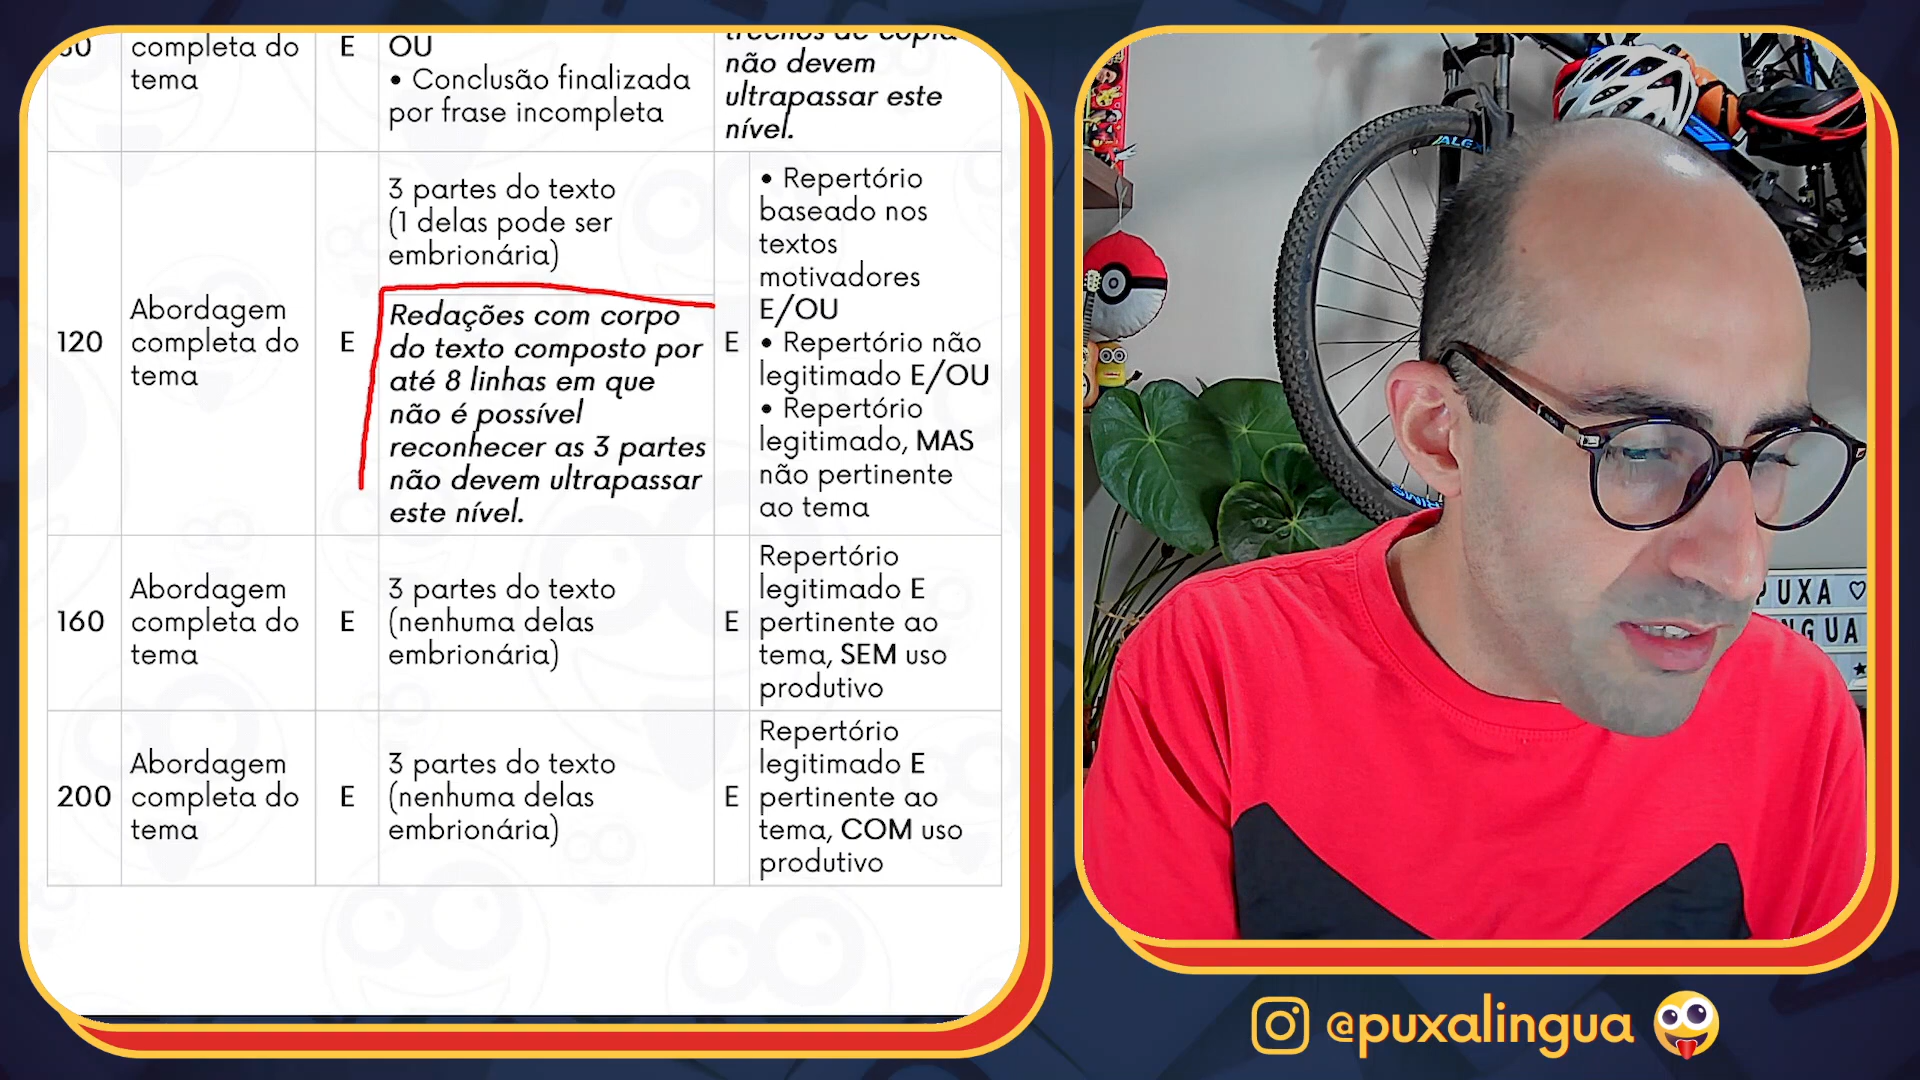 completa do
tema
E
OU
• Conclusão finalizada
por frase incompleta
não devem
ultrapassar este
nível.
120
Abordagem
completa do
tema
E
3 partes do texto
(1 delas pode ser
embrionária)
Redações com corpo
do texto composto por
até 8 linhas em que
não é possível
reconhecer as 3 partes
não devem ultrapassar
este nível.
E
• Repertório
baseado nos
textos
motivadores
E/OU
• Repertório não
legitimado E/OU
• Repertório
legitimado, MAS
não pertinente
ao tema
160
Abordagem
completa do
tema
E
3 partes do texto
(nenhuma delas
embrionária)
E
Repertório
legitimado E
pertinente ao
tema, SEM uso
produtivo
200
Abordagem
completa do
tema
E
3 partes do texto
(nenhuma delas
embrionária)
E
Repertório
legitimado E
pertinente ao
tema, COM uso
produtivo
PUXA ♡
@puxalingua